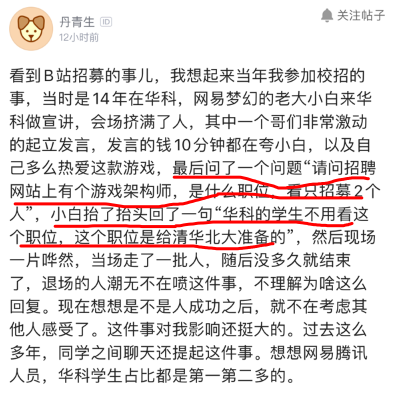 丹青生 ID
12小时前
关注帖子
看到B站招募的事儿，我想起来当年我参加校招的
事，当时是14年在华科，网易梦幻的老大小白来华
科做宣讲，会场挤满了人，其中一个哥们非常激动
的起立发言，发言的钱10分钟都在夸小白，以及自
己多么热爱这款游戏，最后问了一个问题“请问招聘
网站上有个游戏架构师，是什么职位，看只招募2个
人”，小白抬了抬头回了一句“华科的学生不用看这
个职位，这个职位是给清华北大准备的”，然后现场
一片哗然，当场走了一批人，随后没多久就结束
了，退场的人潮无不在喷这件事，不理解为啥这么
回复。现在想想是不是人成功之后，就不在考虑其
他人感受了。这件事对我影响还挺大的。过去这么
多年，同学之间聊天还提起这件事。想想网易腾讯
人员，华科学生占比都是第一第二多的。